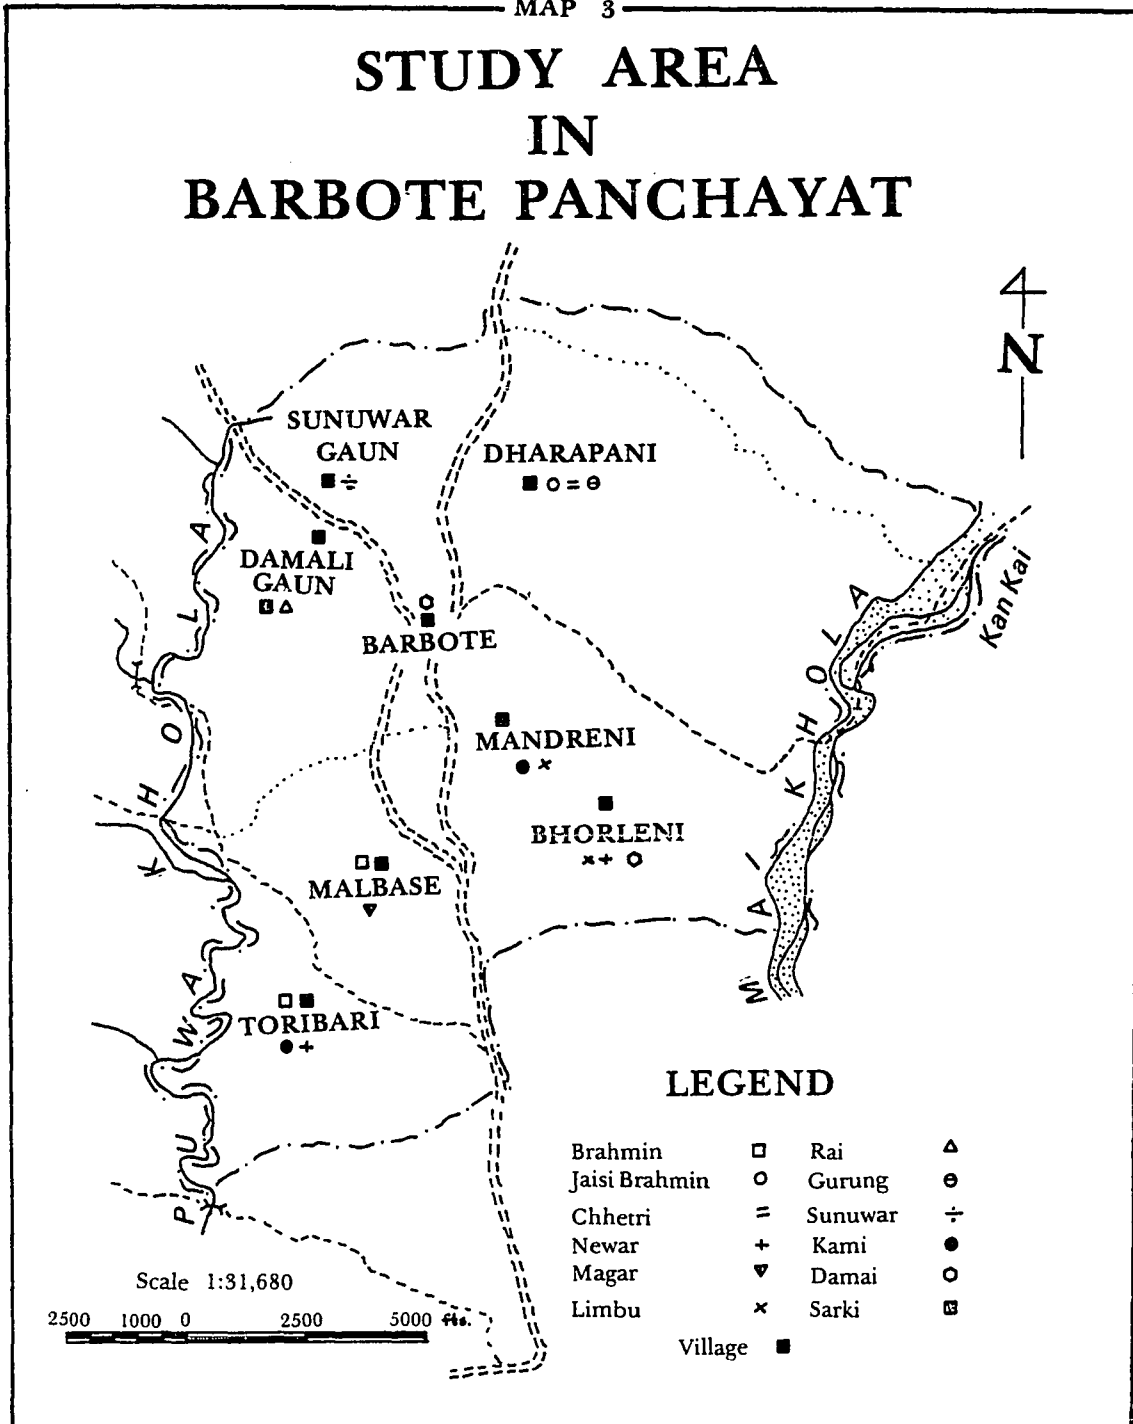 MAP 3
STUDY AREA
IN
BARBOTE PANCHAYAT
N
SUNUWAR
GAUN
DHARAPANI
DAMALI
GAUN
BARBOTE
MANDRENI
BHORLENI
MALBASE
TORIBARI
PUWA KHOLA
MAI KHOLA
Kan Kai
LEGEND
Brahmin
Rai
Jaisi Brahmin
Gurung
Chhetri
Sunuwar
Newar
Kami
Magar
Damai
Limbu
Sarki
Village
Scale 1:31,680
2500 1000 0 2500 5000 fts.